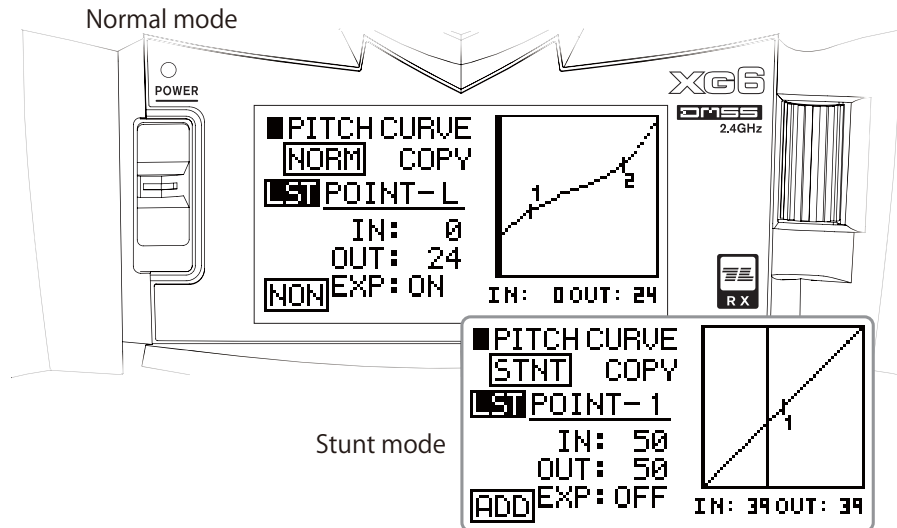 Normal mode
POWER
XG6
DMSS
2.4GHz
■PITCH CURVE
NORM COPY
LST POINT-L
IN: 0
OUT: 24
NON EXP:ON
1
2
IN: 0 OUT: 24
RX
Stunt mode
■PITCH CURVE
STNT COPY
LST POINT-1
IN: 50
OUT: 50
ADD EXP:OFF
1
IN: 39 OUT: 39